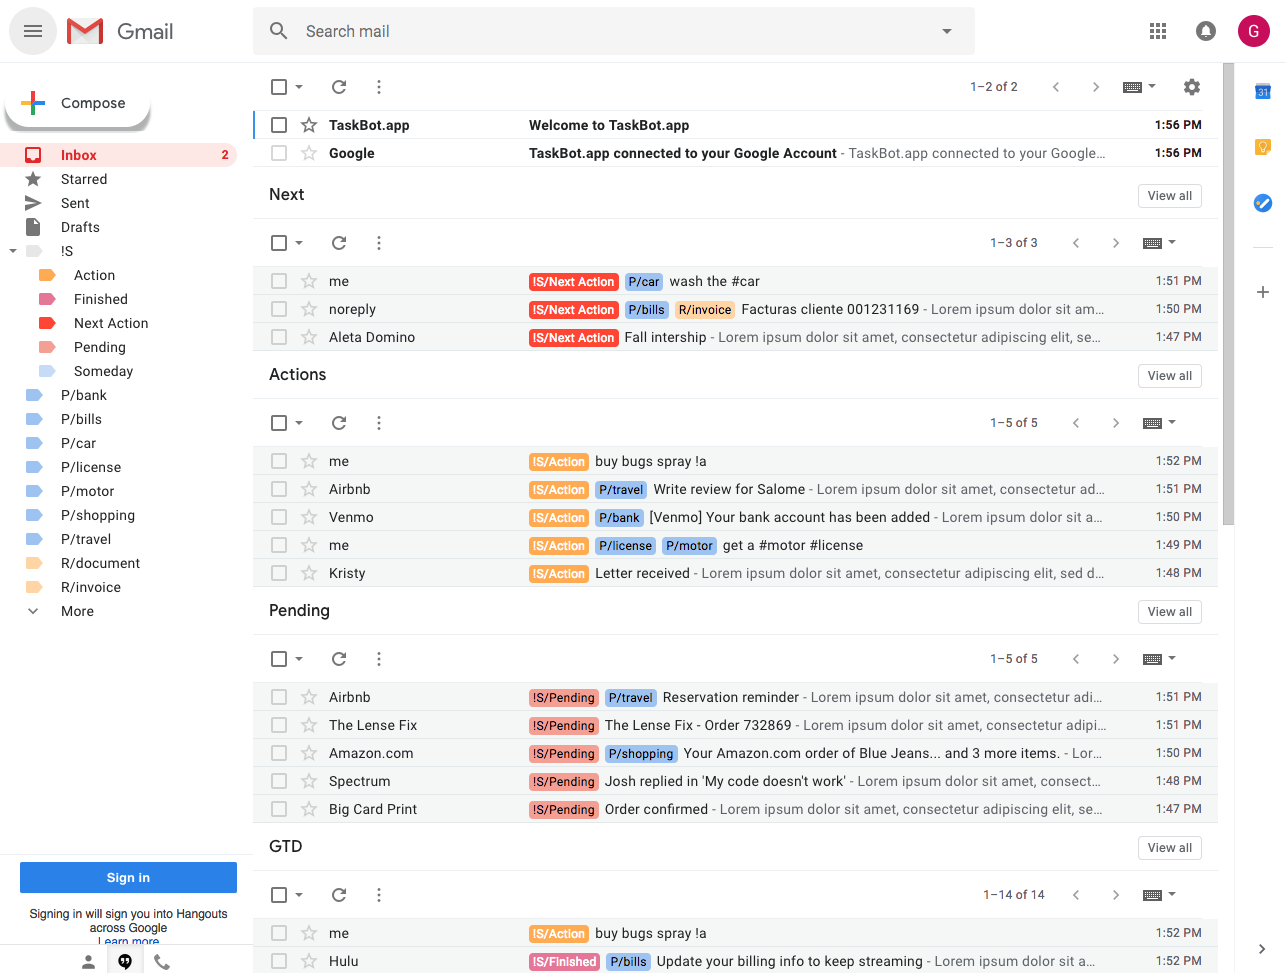 Gmail
Search mail
G
Compose
Inbox 2
Starred
Sent
Drafts
!S
Action
Finished
Next Action
Pending
Someday
P/bank
P/bills
P/car
P/license
P/motor
P/shopping
P/travel
R/document
R/invoice
More
Sign in
Signing in will sign you into Hangouts
across Google
Learn more
1–2 of 2
TaskBot.app Welcome to TaskBot.app 1:56 PM
Google TaskBot.app connected to your Google Account - TaskBot.app connected to your Google… 1:56 PM
Next View all
1–3 of 3
me !S/Next Action P/car wash the #car 1:51 PM
noreply !S/Next Action P/bills R/invoice Facturas cliente 001231169 - Lorem ipsum dolor sit am… 1:50 PM
Aleta Domino !S/Next Action Fall intership - Lorem ipsum dolor sit amet, consectetur adipiscing elit, se… 1:47 PM
Actions View all
1–5 of 5
me !S/Action buy bugs spray !a 1:52 PM
Airbnb !S/Action P/travel Write review for Salome - Lorem ipsum dolor sit amet, consectetur ad… 1:51 PM
Venmo !S/Action P/bank [Venmo] Your bank account has been added - Lorem ipsum dolor sit a… 1:50 PM
me !S/Action P/license P/motor get a #motor #license 1:49 PM
Kristy !S/Action Letter received - Lorem ipsum dolor sit amet, consectetur adipiscing elit, sed d… 1:48 PM
Pending View all
1–5 of 5
Airbnb !S/Pending P/travel Reservation reminder - Lorem ipsum dolor sit amet, consectetur adi… 1:51 PM
The Lense Fix !S/Pending The Lense Fix - Order 732869 - Lorem ipsum dolor sit amet, consectetur adipi… 1:51 PM
Amazon.com !S/Pending P/shopping Your Amazon.com order of Blue Jeans... and 3 more items. - Lor… 1:50 PM
Spectrum !S/Pending Josh replied in 'My code doesn't work' - Lorem ipsum dolor sit amet, consect… 1:48 PM
Big Card Print !S/Pending Order confirmed - Lorem ipsum dolor sit amet, consectetur adipiscing elit, se… 1:47 PM
GTD View all
1–14 of 14
me !S/Action buy bugs spray !a 1:52 PM
Hulu !S/Finished P/bills Update your billing info to keep streaming - Lorem ipsum dolor sit amet, c… 1:52 PM
31